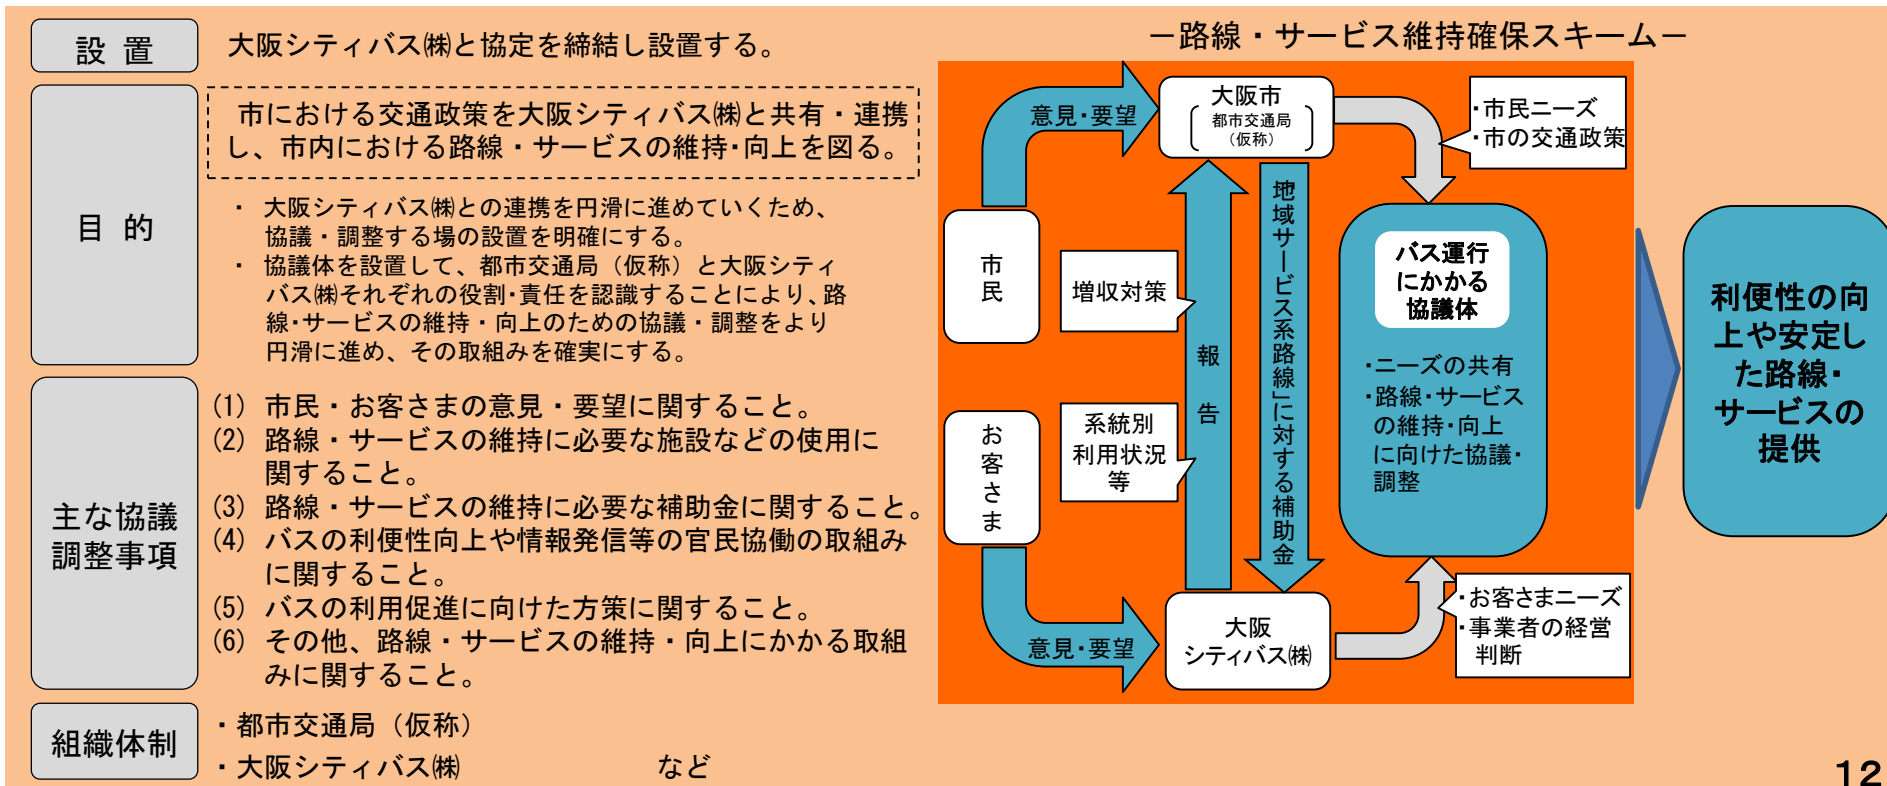 設 置
大阪シティバス㈱と協定を締結し設置する。
目 的
市における交通政策を大阪シティバス㈱と共有・連携
し、市内における路線・サービスの維持・向上を図る。
・ 大阪シティバス㈱との連携を円滑に進めていくため、
協議・調整する場の設置を明確にする。
・ 協議体を設置して、都市交通局（仮称）と大阪シティ
バス㈱それぞれの役割・責任を認識することにより、路
線・サービスの維持・向上のための協議・調整をより
円滑に進め、その取組みを確実にする。
主な協議
調整事項
(1) 市民・お客さまの意見・要望に関すること。
(2) 路線・サービスの維持に必要な施設などの使用に
関すること。
(3) 路線・サービスの維持に必要な補助金に関すること。
(4) バスの利便性向上や情報発信等の官民協働の取組み
に関すること。
(5) バスの利用促進に向けた方策に関すること。
(6) その他、路線・サービスの維持・向上にかかる取組
みに関すること。
組織体制
・都市交通局（仮称）
・大阪シティバス㈱ など
－路線・サービス維持確保スキーム－
意見・要望
大阪市
都市交通局
（仮称）
・市民ニーズ
・市の交通政策
市民
増収対策
報告
地域サービス系路線」に対する補助金
バス運行
にかかる
協議体
・ニーズの共有
・路線・サービス
の維持・向上
に向けた協議・
調整
お客さま
系統別
利用状況
等
意見・要望
大阪
シティバス㈱
・お客さまニーズ
・事業者の経営
判断
利便性の向
上や安定し
た路線・
サービスの
提供
12